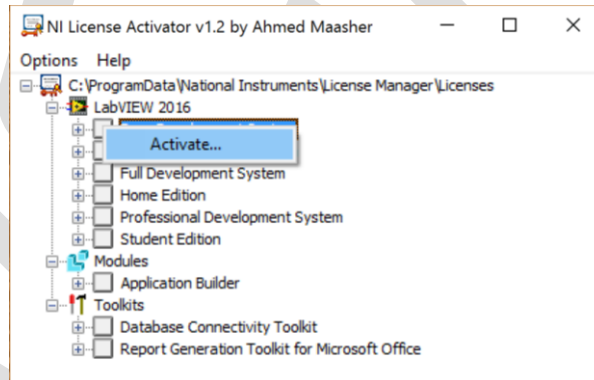 NI License Activator v1.2 by Ahmed Maasher
Options Help
C:\ProgramData\National Instruments\License Manager\Licenses
LabVIEW 2016
Activate...
Full Development System
Home Edition
Professional Development System
Student Edition
Modules
Application Builder
Toolkits
Database Connectivity Toolkit
Report Generation Toolkit for Microsoft Office